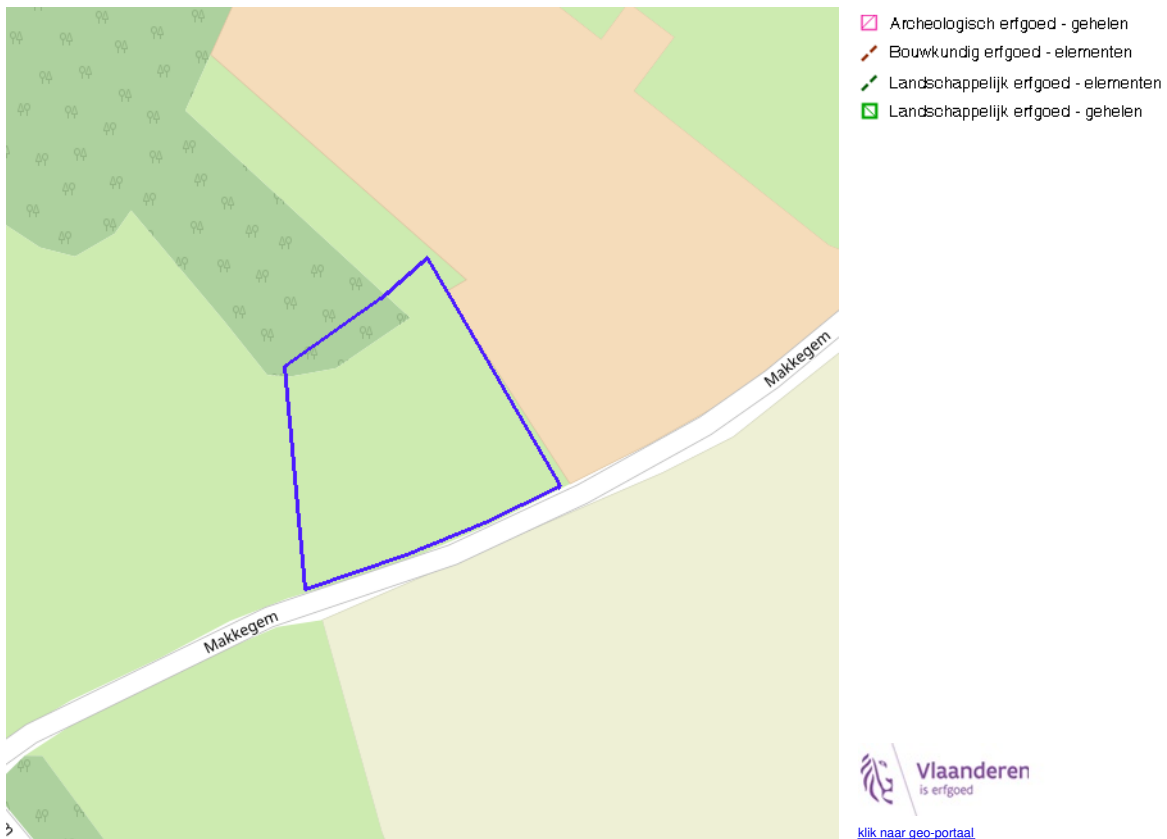 Archeologisch erfgoed - gehelen
Bouwkundig erfgoed - elementen
Landschappelijk erfgoed - elementen
Landschappelijk erfgoed - gehelen
Makkegem
Makkegem
Vlaanderen
is erfgoed
klik naar geo-portaal